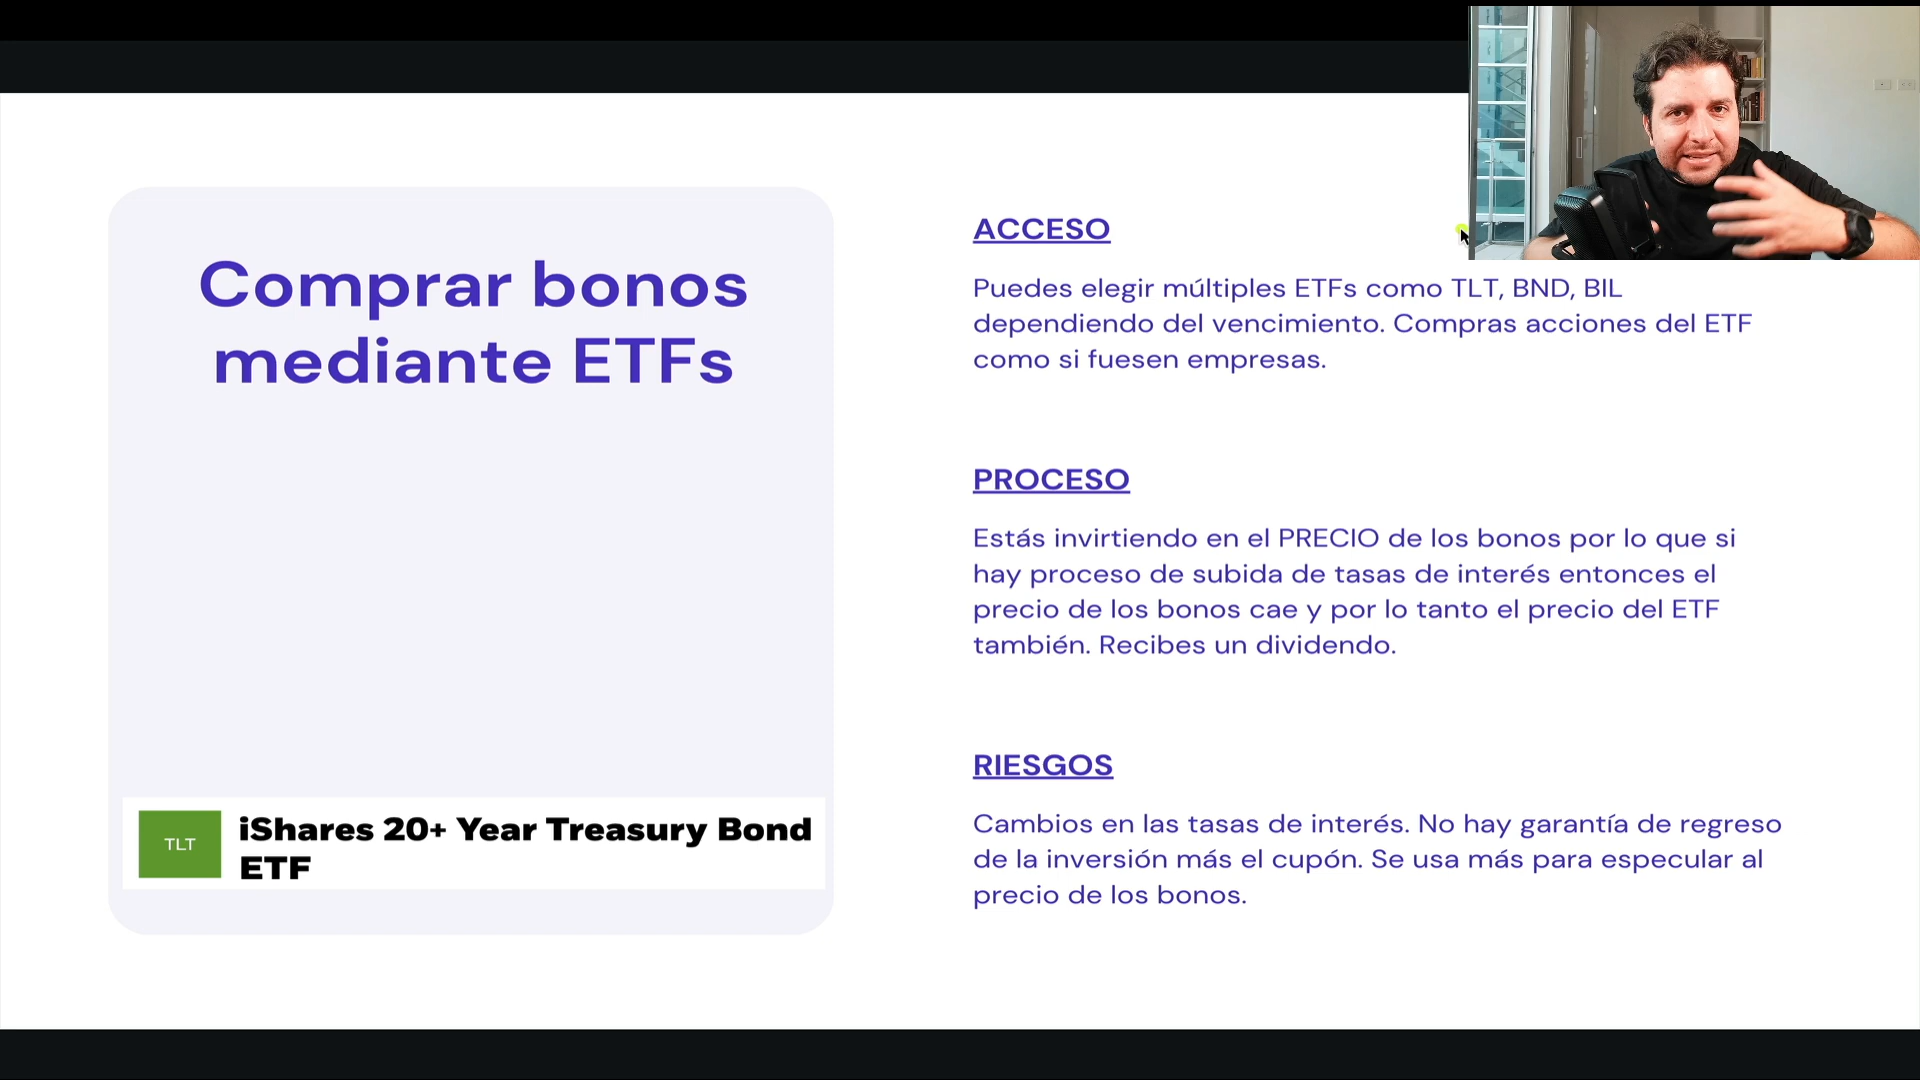 Comprar bonos
mediante ETFs
TLT
iShares 20+ Year Treasury Bond
ETF
ACCESO
Puedes elegir múltiples ETFs como TLT, BND, BIL
dependiendo del vencimiento. Compras acciones del ETF
como si fuesen empresas.
PROCESO
Estás invirtiendo en el PRECIO de los bonos por lo que si
hay proceso de subida de tasas de interés entonces el
precio de los bonos cae y por lo tanto el precio del ETF
también. Recibes un dividendo.
RIESGOS
Cambios en las tasas de interés. No hay garantía de regreso
de la inversión más el cupón. Se usa más para especular al
precio de los bonos.